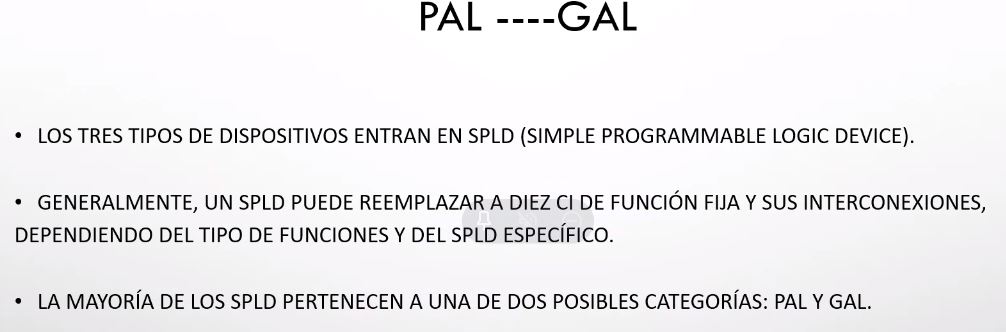 PAL ----GAL
• LOS TRES TIPOS DE DISPOSITIVOS ENTRAN EN SPLD (SIMPLE PROGRAMMABLE LOGIC DEVICE).
• GENERALMENTE, UN SPLD PUEDE REEMPLAZAR A DIEZ CI DE FUNCIÓN FIJA Y SUS INTERCONEXIONES,
DEPENDIENDO DEL TIPO DE FUNCIONES Y DEL SPLD ESPECÍFICO.
• LA MAYORÍA DE LOS SPLD PERTENECEN A UNA DE DOS POSIBLES CATEGORÍAS: PAL Y GAL.